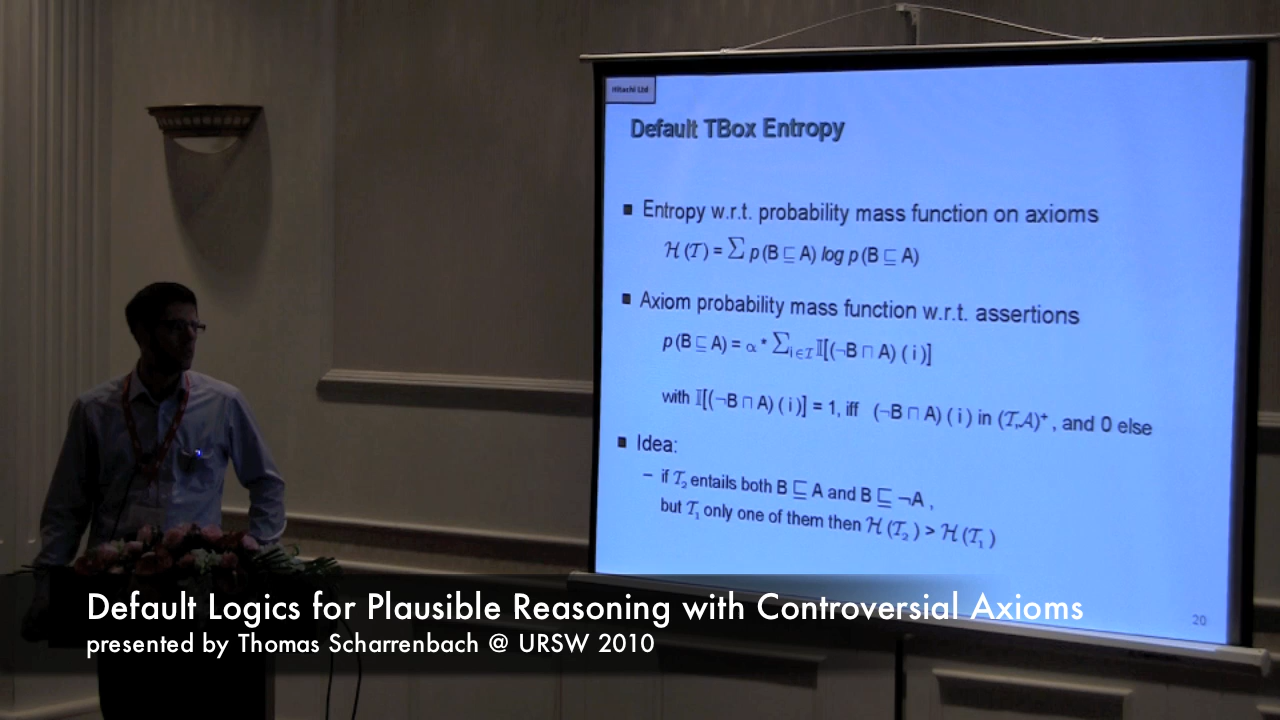 Hitachi Ltd
Default TBox Entropy
■ Entropy w.r.t. probability mass function on axioms
ℋ (𝒯) = ∑ p (B ⊑ A) log p (B ⊑ A)
■ Axiom probability mass function w.r.t. assertions
p (B ⊑ A) = α * ∑i∈ℐ 𝕀[(¬B ⊓ A) ( i )]
with 𝕀[(¬B ⊓ A) ( i )] = 1, iff (¬B ⊓ A) ( i ) in (𝒯,𝒜)⁺ , and 0 else
■ Idea:
– if 𝒯₂ entails both B ⊑ A and B ⊑ ¬A ,
but 𝒯₁ only one of them then ℋ (𝒯₂ ) > ℋ (𝒯₁ )
20
Default Logics for Plausible Reasoning with Controversial Axioms
presented by Thomas Scharrenbach @ URSW 2010